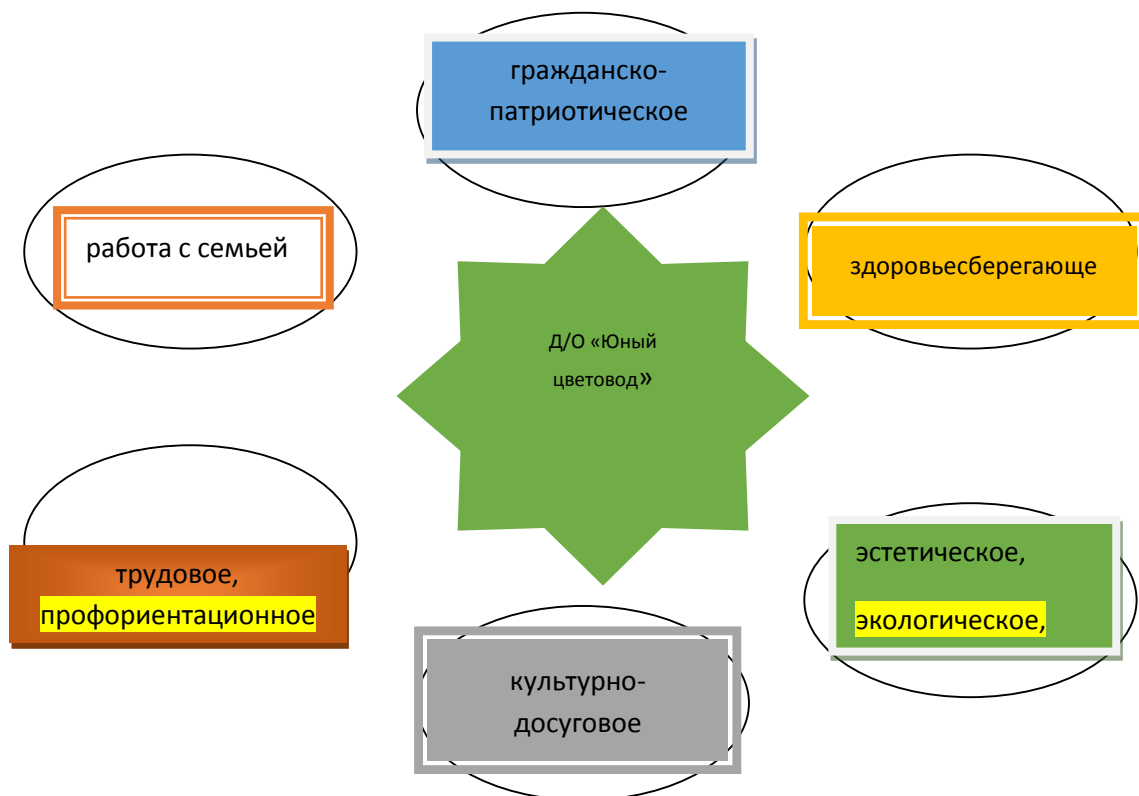 гражданско-
патриотическое
работа с семьей
здоровьесберегающе
Д/О «Юный
цветовод»
трудовое,
профориентационное
эстетическое,
экологическое,
культурно-
досуговое